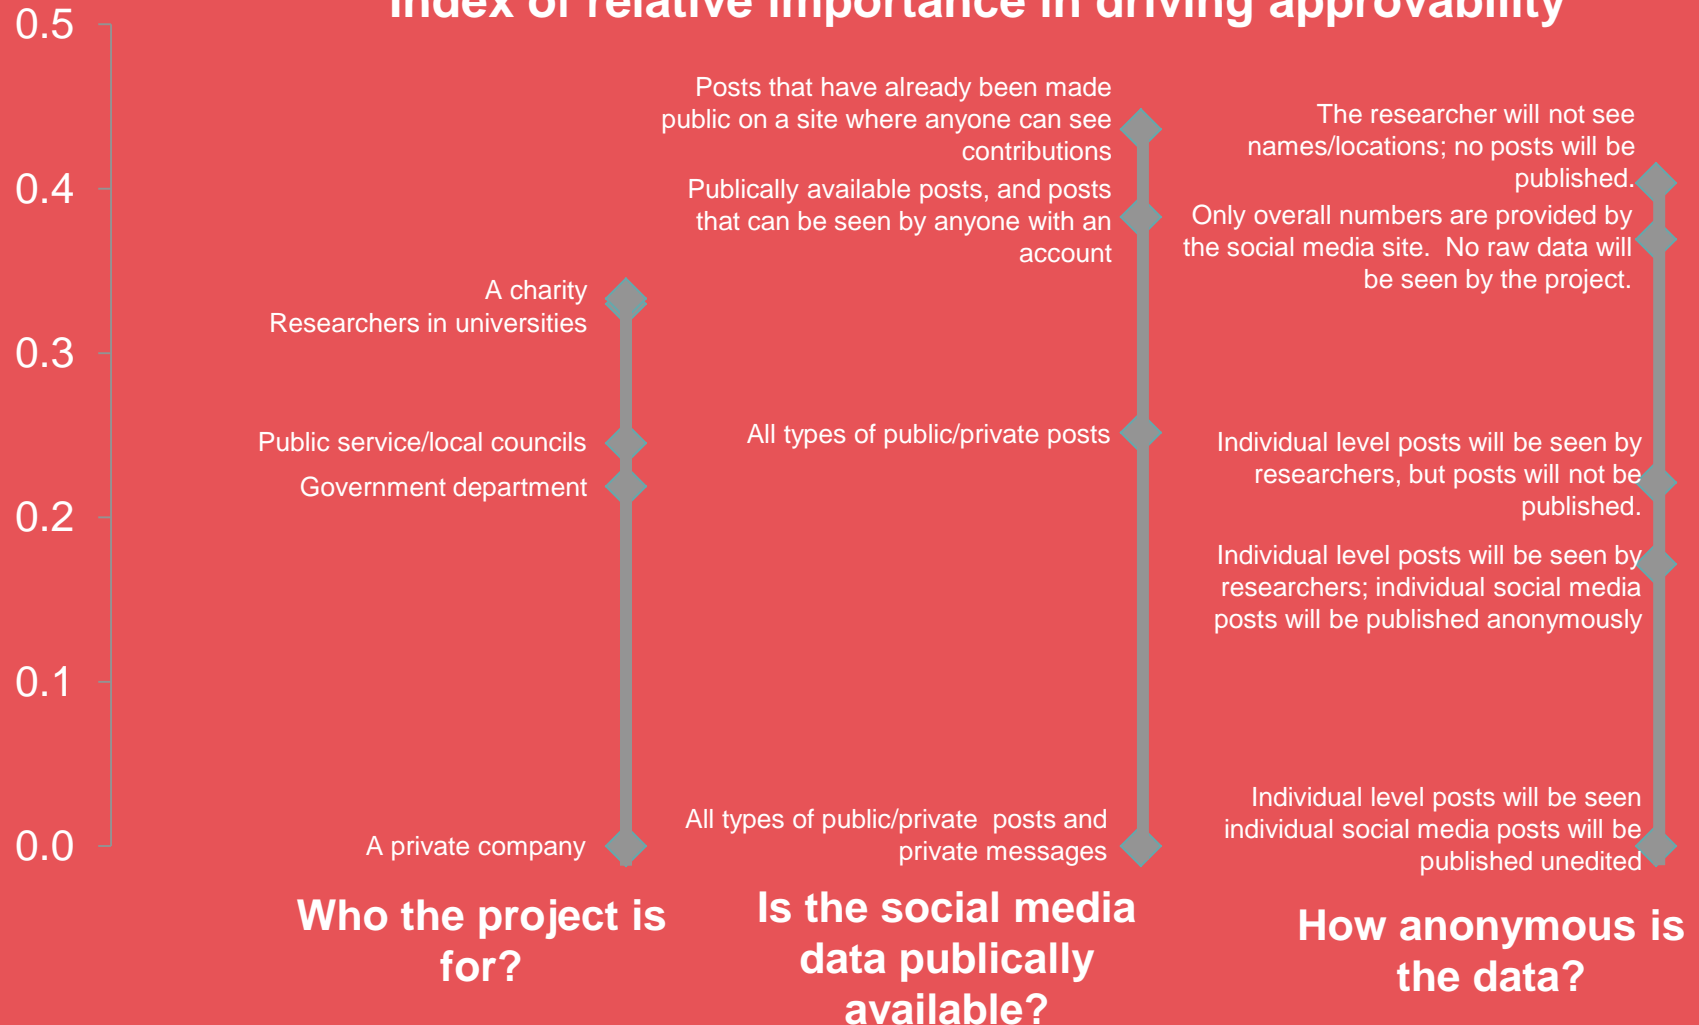 Index of relative importance in driving approvability
0.5
0.4
0.3
0.2
0.1
0.0
A charity
Researchers in universities
Public service/local councils
Government department
A private company
Who the project is
for?
Posts that have already been made
public on a site where anyone can see
contributions
Publically available posts, and posts
that can be seen by anyone with an
account
All types of public/private posts
All types of public/private  posts and
private messages
Is the social media
data publically
available?
The researcher will not see
names/locations; no posts will be
published.
Only overall numbers are provided by
the social media site.  No raw data will
be seen by the project.
Individual level posts will be seen by
researchers, but posts will not be
published.
Individual level posts will be seen by
researchers; individual social media
posts will be published anonymously
Individual level posts will be seen
individual social media posts will be
published unedited
How anonymous is
the data?